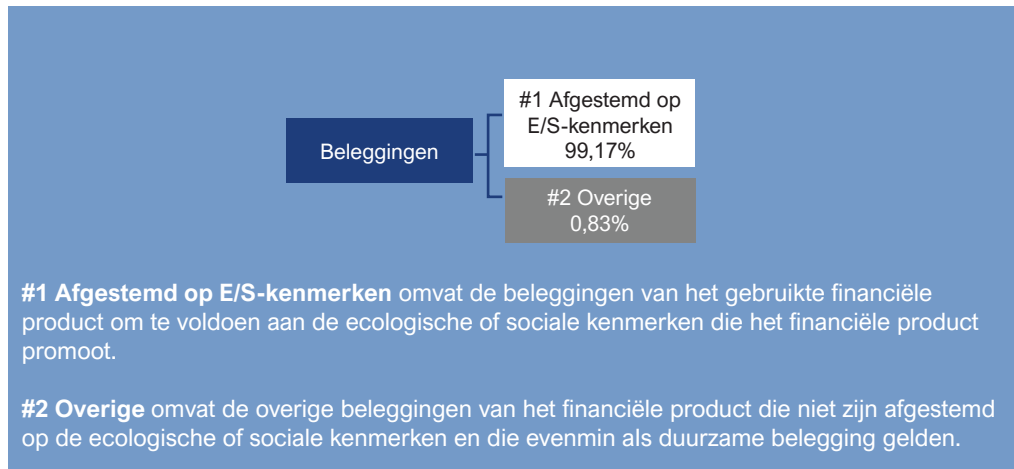 Beleggingen
#1 Afgestemd op
E/S-kenmerken
99,17%
#2 Overige
0,83%
#1 Afgestemd op E/S-kenmerken omvat de beleggingen van het gebruikte financiële
product om te voldoen aan de ecologische of sociale kenmerken die het financiële product
promoot.
#2 Overige omvat de overige beleggingen van het financiële product die niet zijn afgestemd
op de ecologische of sociale kenmerken en die evenmin als duurzame belegging gelden.